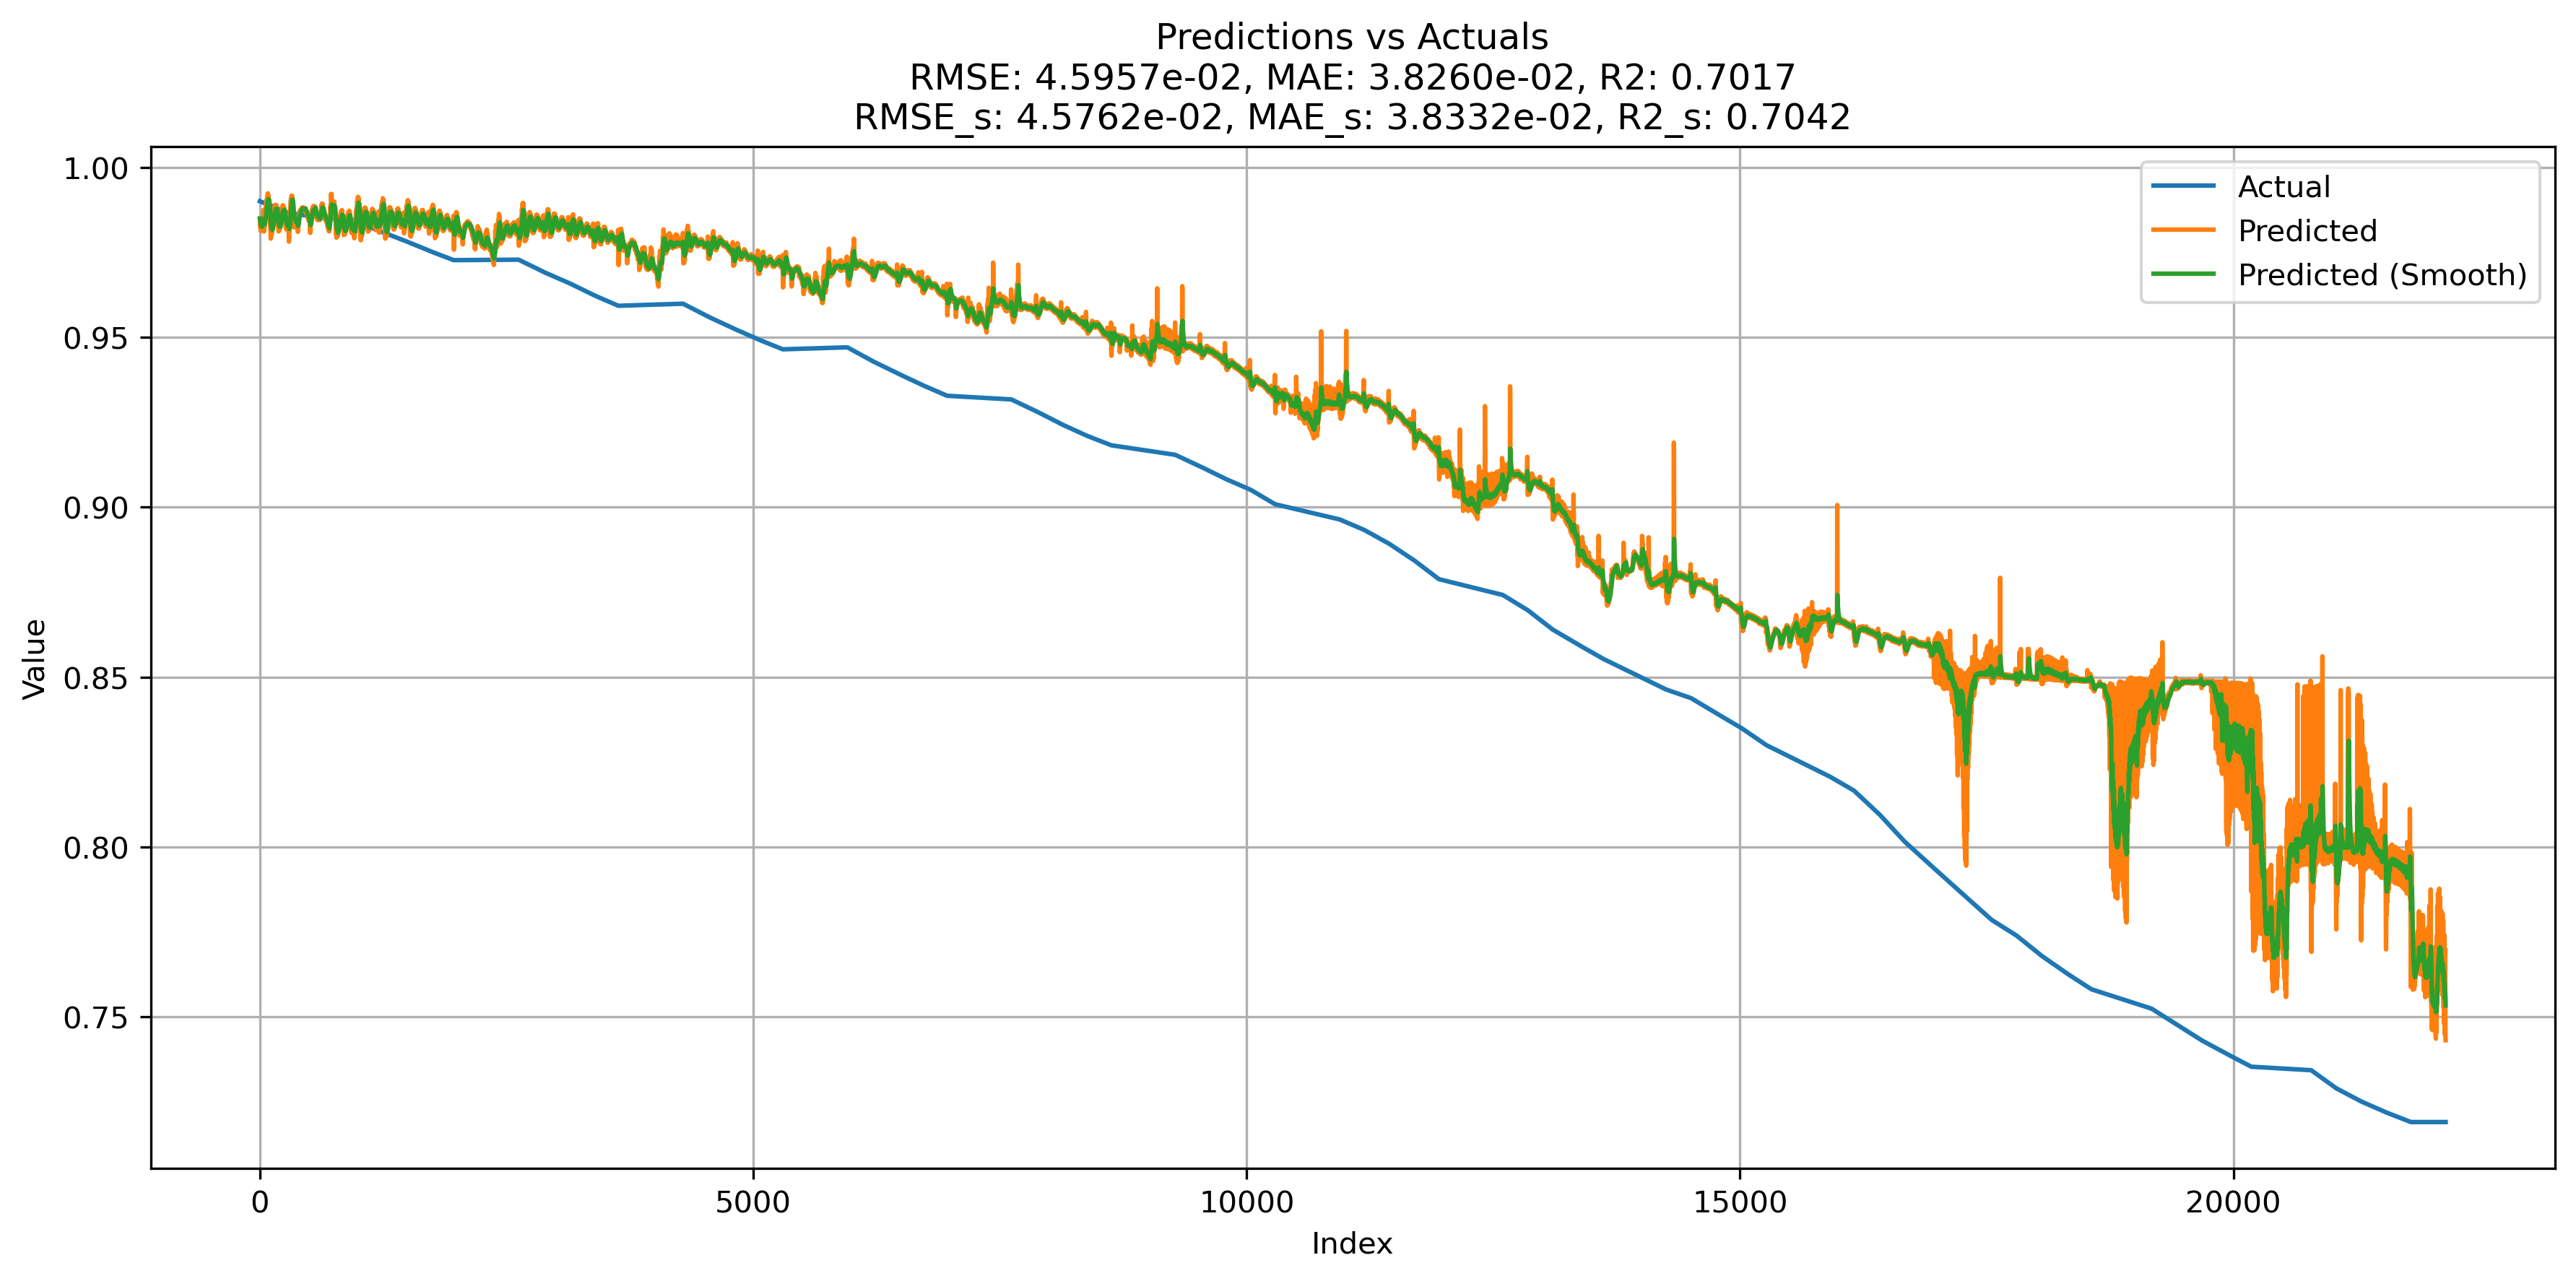 Predictions vs Actuals
RMSE: 4.5957e-02, MAE: 3.8260e-02, R2: 0.7017
RMSE_s: 4.5762e-02, MAE_s: 3.8332e-02, R2_s: 0.7042
1.00
0.95
0.90
0.85
0.80
0.75
Value
Actual
Predicted
Predicted (Smooth)
0
5000
10000
15000
20000
Index